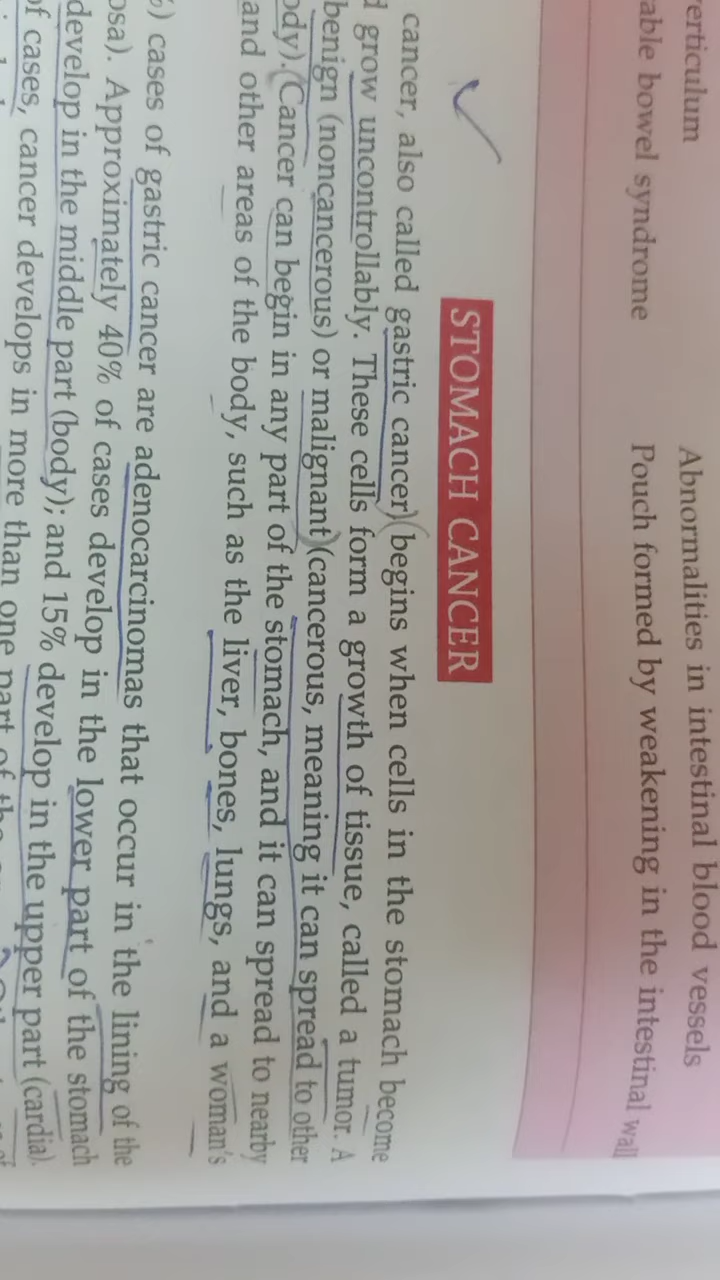 erticulum Abnormalities in intestinal blood vessels
able bowel syndrome Pouch formed by weakening in the intestinal wall
STOMACH CANCER
cancer, also called gastric cancer) (begins when cells in the stomach become
d grow uncontrollably. These cells form a growth of tissue, called a tumor. A
benign (noncancerous) or malignant (cancerous, meaning it can spread to other
ody). (Cancer can begin in any part of the stomach, and it can spread to nearby
and other areas of the body, such as the liver, bones, lungs, and a woman's
) cases of gastric cancer are adenocarcinomas that occur in the lining of the
osa). Approximately 40% of cases develop in the lower part of the stomach
develop in the middle part (body); and 15% develop in the upper part (cardia).
of cases, cancer develops in more than one part of the